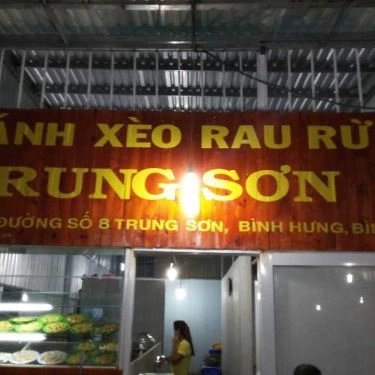 ÁNH XÈO RAU RỪ
RUNG SƠN
ĐƯỜNG SỐ 8 TRUNG SƠN, BÌNH HƯNG, BÌ